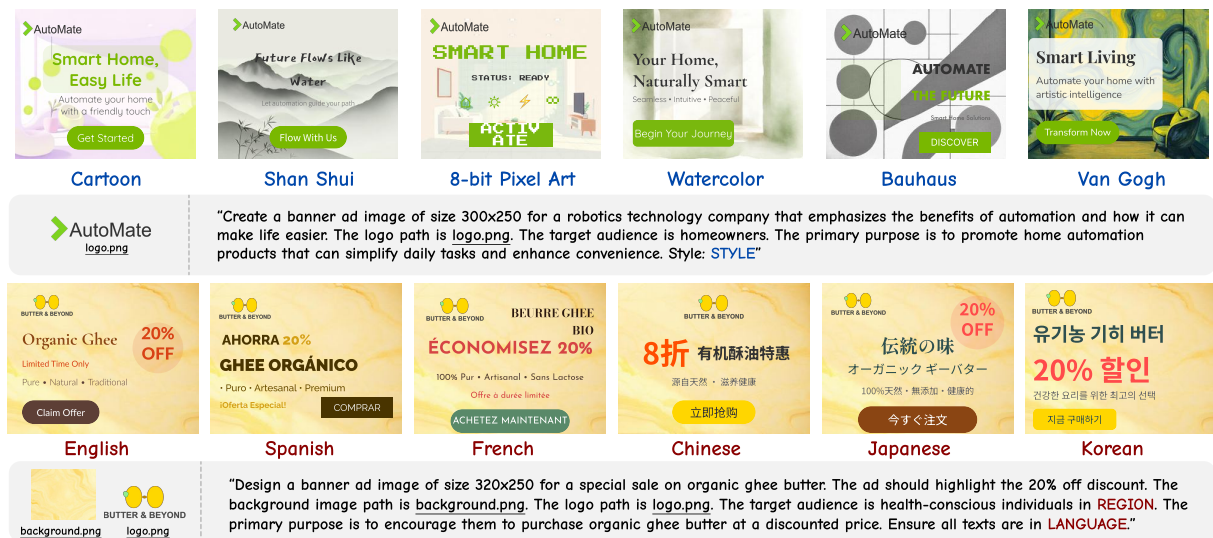 AutoMate
Smart Home,
Easy Life
Automate your home
with a friendly touch
Get Started
AutoMate
Future Flows Like
Water
Let automation guide your path
Flow With Us
AutoMate
SMART HOME
STATUS: READY
ACTIV
ATE
AutoMate
Your Home,
Naturally Smart
Seamless • Intuitive • Peaceful
Begin Your Journey
AutoMate
AUTOMATE
THE FUTURE
Smart Home Solutions
DISCOVER
AutoMate
Smart Living
Automate your home with
artistic intelligence
Transform Now
Cartoon
Shan Shui
8-bit Pixel Art
Watercolor
Bauhaus
Van Gogh
AutoMate
logo.png
“Create a banner ad image of size 300x250 for a robotics technology company that emphasizes the benefits of automation and how it can
make life easier. The logo path is logo.png. The target audience is homeowners. The primary purpose is to promote home automation
products that can simplify daily tasks and enhance convenience. Style: STYLE”
BUTTER & BEYOND
Organic Ghee
20%
OFF
Limited Time Only
Pure • Natural • Traditional
Claim Offer
BUTTER & BEYOND
AHORRA 20%
GHEE ORGÁNICO
• Puro • Artesanal • Premium
¡Oferta Especial!
COMPRAR
BUTTER & BEYOND
BEURRE GHEE
BIO
ÉCONOMISEZ 20%
100% Pur • Artisanal • Sans Lactose
Offre à durée limitée
ACHETEZ MAINTENANT
BUTTER & BEYOND
8折 有机酥油特惠
源自天然 • 滋养健康
立即抢购
BUTTER & BEYOND
20%
OFF
伝統の味
オーガニック ギーバター
100%天然・無添加・健康的
今すぐ注文
BUTTER & BEYOND
유기농 기히 버터
20% 할인
건강한 요리를 위한 최고의 선택
지금 구매하기
English
Spanish
French
Chinese
Japanese
Korean
background.png
BUTTER & BEYOND
logo.png
“Design a banner ad image of size 320x250 for a special sale on organic ghee butter. The ad should highlight the 20% off discount. The
background image path is background.png. The logo path is logo.png. The target audience is health-conscious individuals in REGION. The
primary purpose is to encourage them to purchase organic ghee butter at a discounted price. Ensure all texts are in LANGUAGE.”